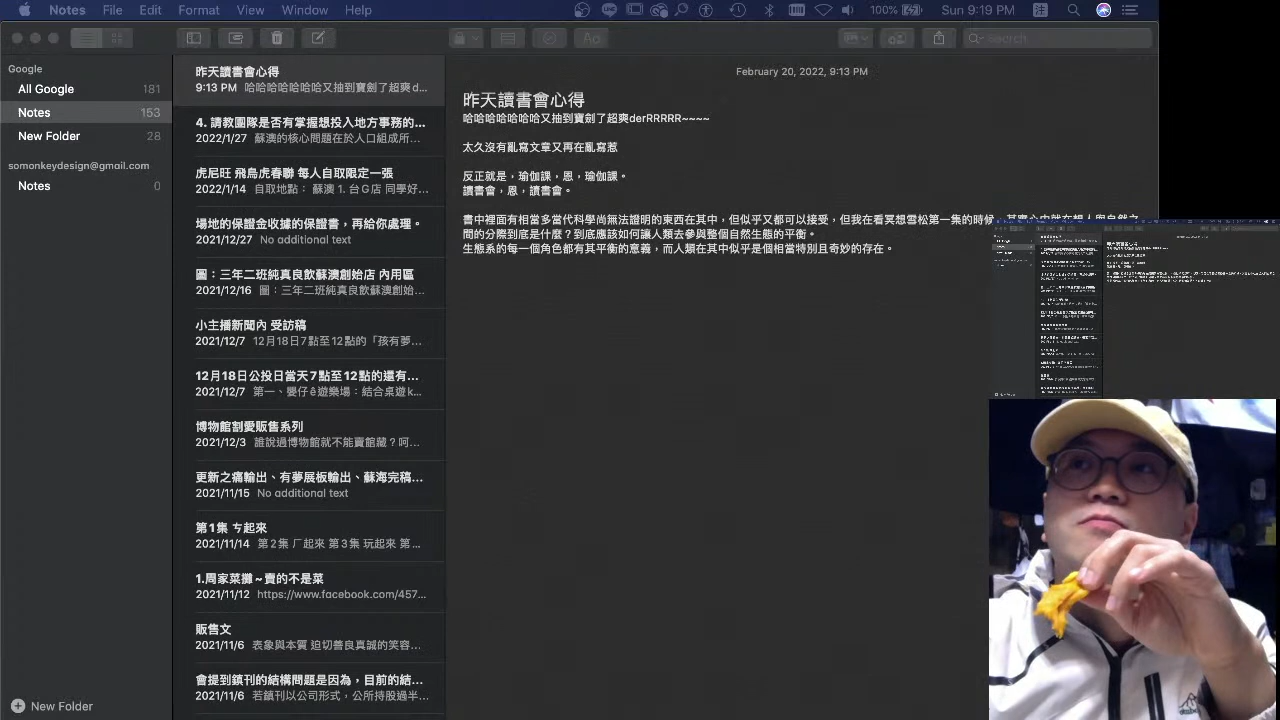 Notes File Edit Format View Window Help
100% Sun 9:19 PM 注
Search
Google
All Google 181
Notes 153
New Folder 28
somonkeydesign@gmail.com
Notes 0
New Folder
昨天讀書會心得
9:13 PM 哈哈哈哈哈哈哈又抽到寶劍了超爽d...
4. 請教團隊是否有掌握想投入地方事務的...
2022/1/27 蘇澳的核心問題在於人口組成所...
虎尼旺 飛鳥虎春聯 每人自取限定一張
2022/1/14 自取地點： 蘇澳 1. 台G店 同學好...
場地的保證金收據的保證書，再給你處理。
2021/12/27 No additional text
圖：三年二班純真飲綠澳創始店 內用區
2021/12/16 圖：三年二班純真飲蘇澳創始...
小主播新聞內 受訪稿
2021/12/7 12月18日７點至12點的「孩有夢...
12月18日公投日當天７點至12點的還有...
2021/12/7 第一、嬰仔ê遊樂場：結合桌遊k...
博物館割愛販售系列
2021/12/3 誰說過博物館就不能賣館藏？呵...
更新之痛輸出、有夢展板輸出、蘇海完稿...
2021/11/15 No additional text
第１集 ㄘ起來
2021/11/14 第２集 ㄏ起來 第３集 玩起來 第...
1.周家菜攤～賣的不是菜
2021/11/12 https://www.facebook.com/457...
販售文
2021/11/6 表象與本質 迫切善良真誠的笑容...
會提到鎮刊的結構問題是因為，目前的結...
2021/11/6 若鎮刊以公司形式，公所持股過半...
February 20, 2022, 9:13 PM
昨天讀書會心得
哈哈哈哈哈哈哈又抽到寶劍了超爽derRRRRR~~~~
太久沒有亂寫文章又再在亂寫惹
反正就是，瑜伽課，恩，瑜伽課。
讀書會，恩，讀書會。
書中裡面有相當多當代科學尚無法證明的東西在其中，但似乎又都可以接受，但我在看冥想雪松第一集的時候，其實心中就在想人與自然之
間的分際到底是什麼？到底應該如何讓人類去參與整個自然生態的平衡。
生態系的每一個角色都有其平衡的意義，而人類在其中似乎是個相當特別且奇妙的存在。